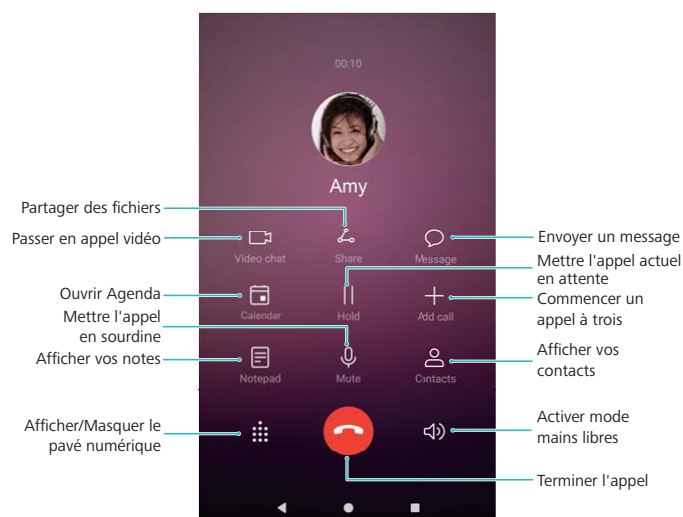 00:10
Amy
Partager des fichiers
Passer en appel vidéo
Envoyer un message
Video chat
Share
Message
Mettre l'appel actuel
en attente
Ouvrir Agenda
Calendar
Hold
Add call
Commencer un
appel à trois
Mettre l'appel
en sourdine
Afficher vos notes
Afficher vos
contacts
Notepad
Mute
Contacts
Afficher/Masquer le
pavé numérique
Activer mode
mains libres
Terminer l'appel